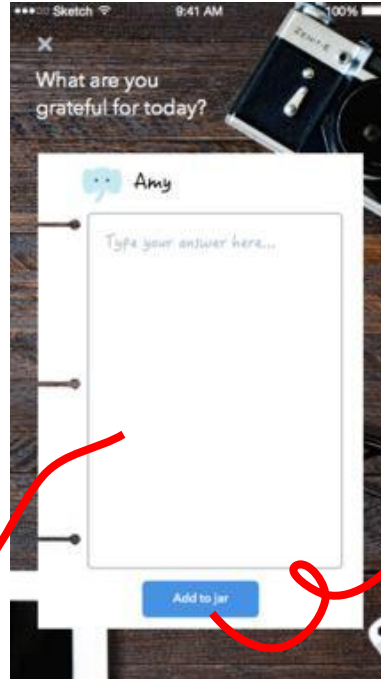 Sketch 9:41 AM 100%
What are you
grateful for today?
Amy
Type your answer here...
Add to jar